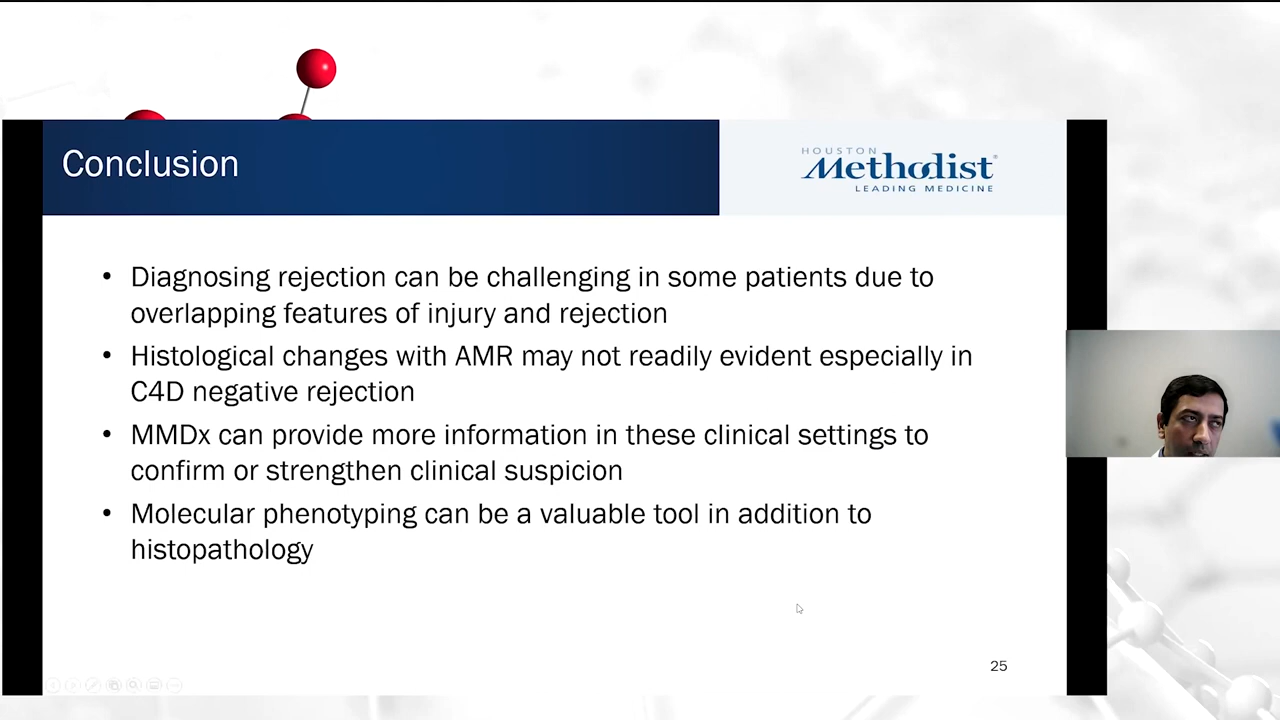 Conclusion
HOUSTON
Methodist®
LEADING MEDICINE
• Diagnosing rejection can be challenging in some patients due to
overlapping features of injury and rejection
• Histological changes with AMR may not readily evident especially in
C4D negative rejection
• MMDx can provide more information in these clinical settings to
confirm or strengthen clinical suspicion
• Molecular phenotyping can be a valuable tool in addition to
histopathology
25